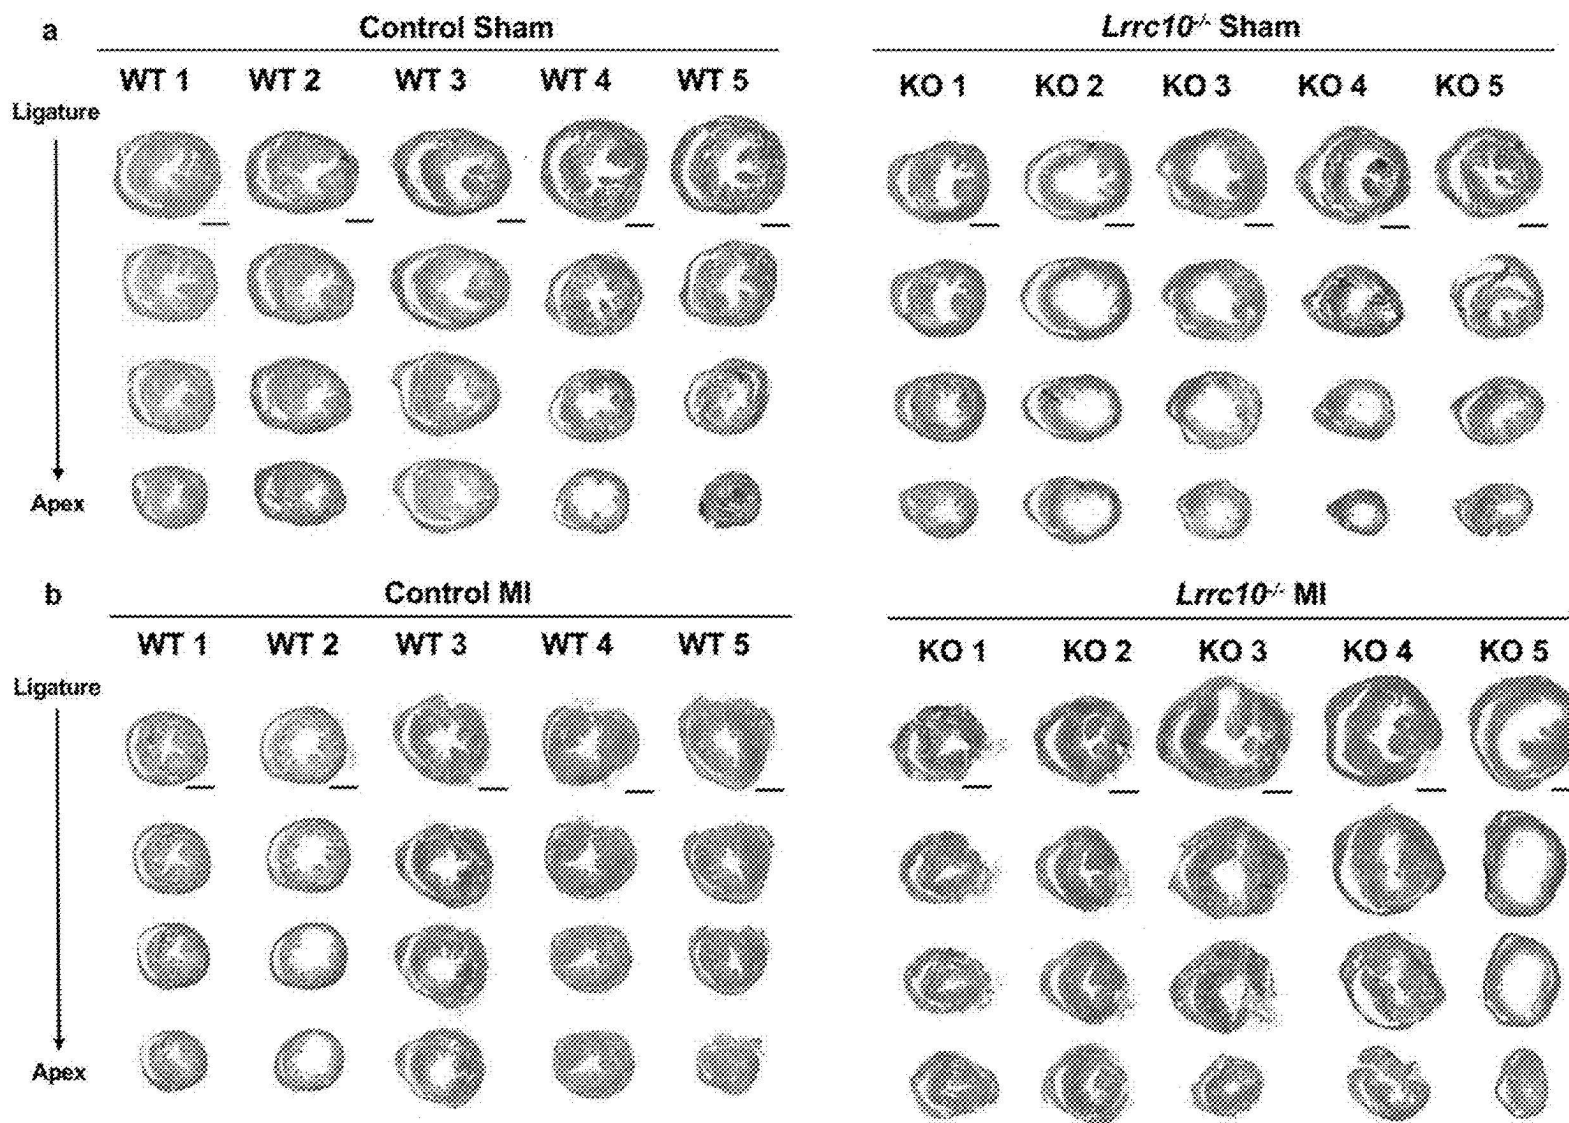 a
Control Sham
Lrrc10-/- Sham
WT 1 WT 2 WT 3 WT 4 WT 5
KO 1 KO 2 KO 3 KO 4 KO 5
Ligature
Apex
b
Control MI
Lrrc10-/- MI
WT 1 WT 2 WT 3 WT 4 WT 5
KO 1 KO 2 KO 3 KO 4 KO 5
Ligature
Apex